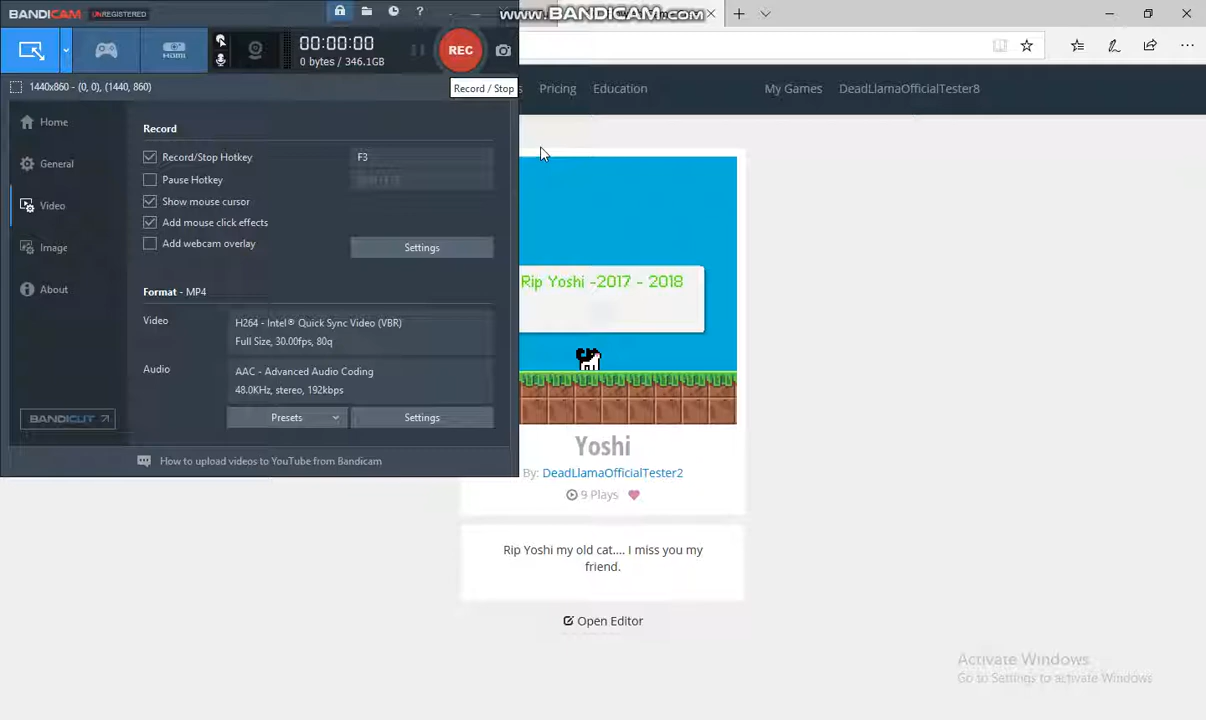 BANDICAM UNREGISTERED
www.BANDICAM.com
00:00:00
0 bytes / 346.1GB
REC
HDMI
1440x860 - (0, 0), (1440, 860)
Record / Stop
Pricing
Education
My Games
DeadLlamaOfficialTester8
Home
General
Video
Image
About
BANDICUT
Record
Record/Stop Hotkey
F3
Pause Hotkey
Show mouse cursor
Add mouse click effects
Add webcam overlay
Settings
Format - MP4
Video
H264 - Intel® Quick Sync Video (VBR)
Full Size, 30.00fps, 80q
Audio
AAC - Advanced Audio Coding
48.0KHz, stereo, 192kbps
Presets
Settings
How to upload videos to YouTube from Bandicam
Rip Yoshi -2017 - 2018
Yoshi
By: DeadLlamaOfficialTester2
9 Plays
Rip Yoshi my old cat.... I miss you my
friend.
Open Editor
Activate Windows
Go to Settings to activate Windows